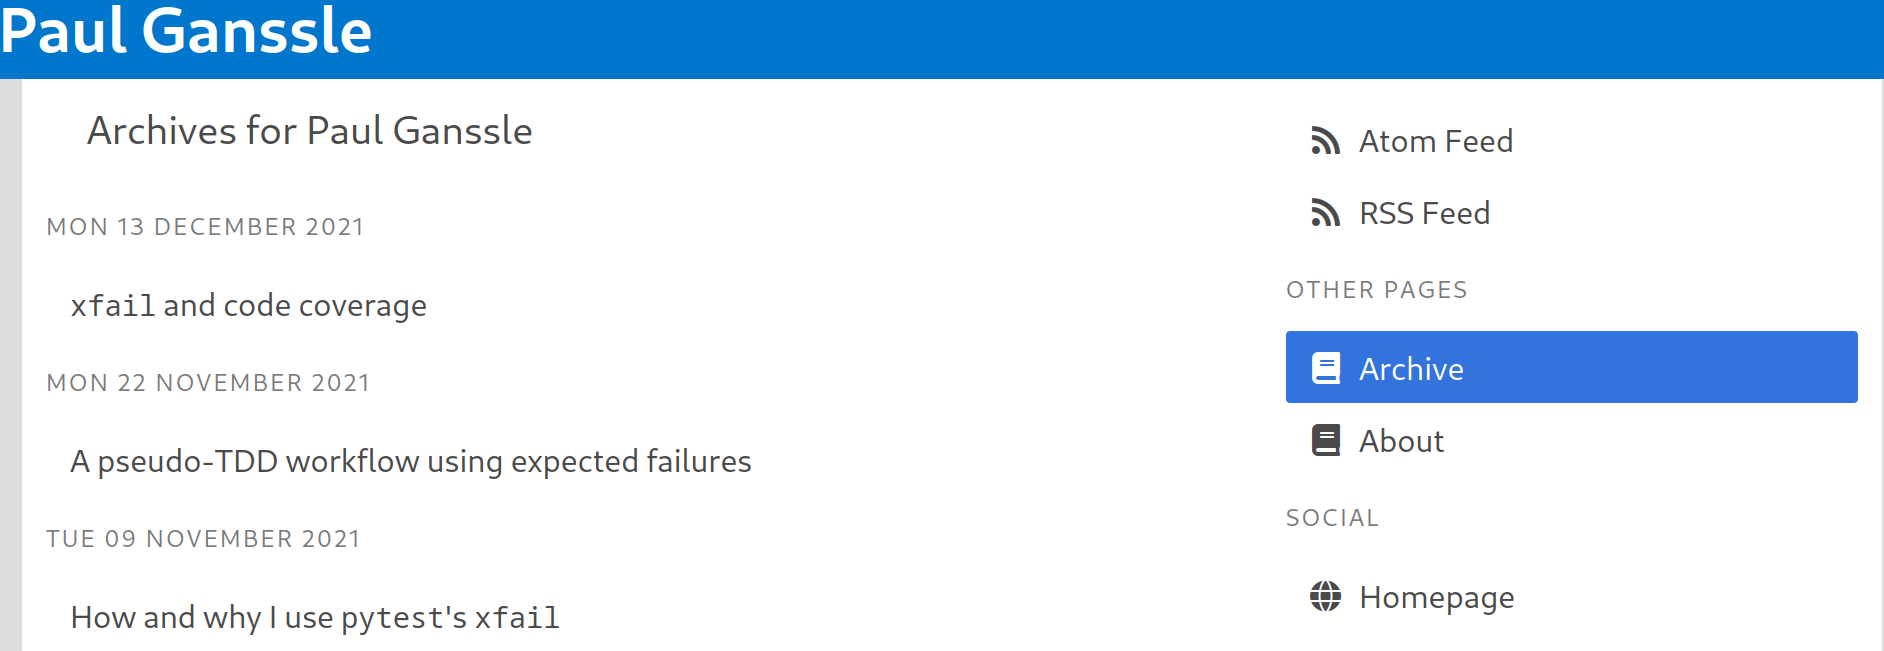 Paul Ganssle
Archives for Paul Ganssle
MON 13 DECEMBER 2021
xfail and code coverage
MON 22 NOVEMBER 2021
A pseudo-TDD workflow using expected failures
TUE 09 NOVEMBER 2021
How and why I use pytest's xfail
Atom Feed
RSS Feed
OTHER PAGES
Archive
About
SOCIAL
Homepage